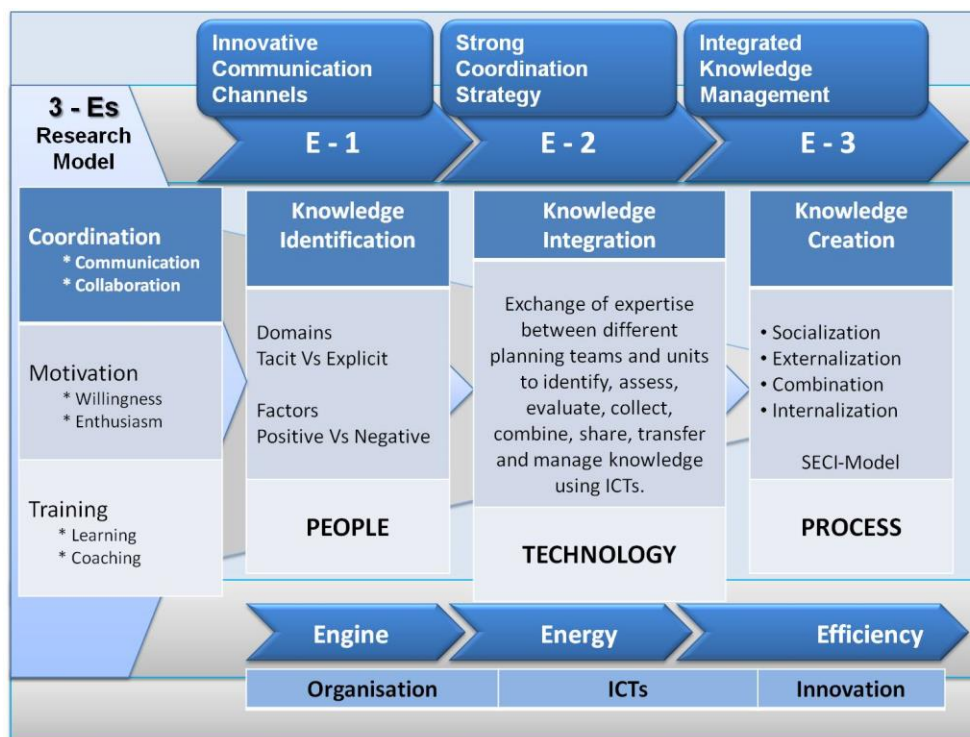 Innovative
Communication
Channels
Strong
Coordination
Strategy
Integrated
Knowledge
Management
3 - Es
Research
Model
E - 1
E - 2
E - 3
Coordination
* Communication
* Collaboration
Motivation
* Willingness
* Enthusiasm
Training
* Learning
* Coaching
Knowledge
Identification
Domains
Tacit Vs Explicit
Factors
Positive Vs Negative
PEOPLE
Knowledge
Integration
Exchange of expertise
between different
planning teams and units
to identify, assess,
evaluate, collect,
combine, share, transfer
and manage knowledge
using ICTs.
TECHNOLOGY
Knowledge
Creation
• Socialization
• Externalization
• Combination
• Internalization
SECI-Model
PROCESS
Engine
Energy
Efficiency
Organisation
ICTs
Innovation